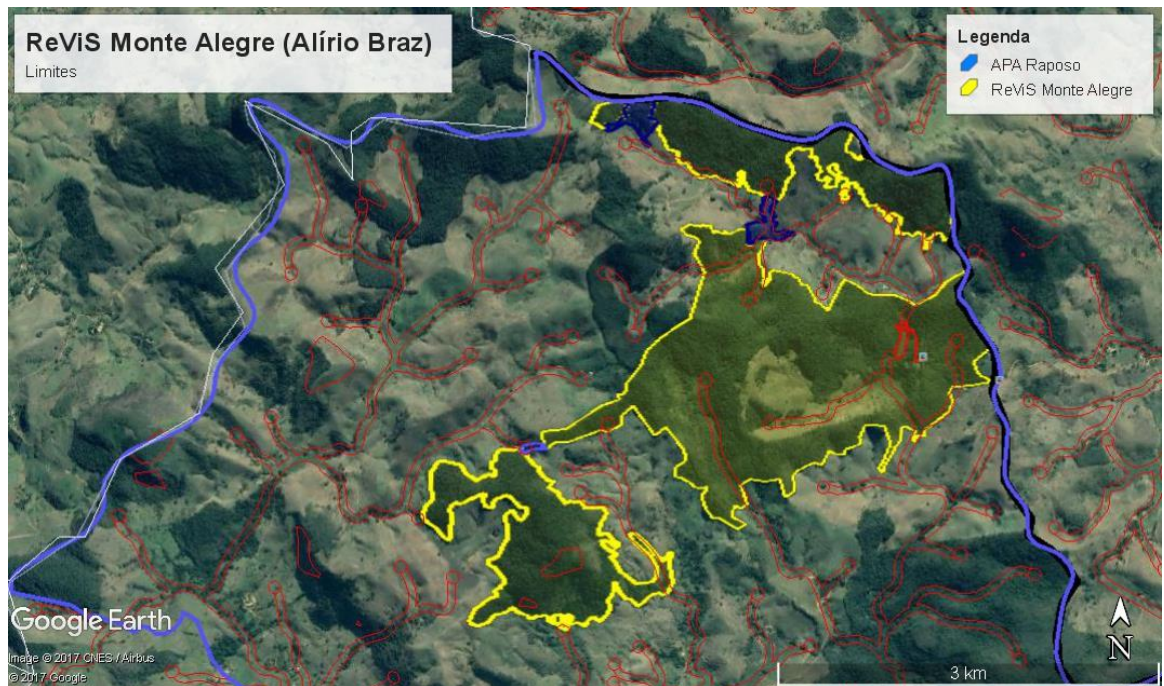 ReViS Monte Alegre (Alírio Braz)
Limites
Legenda
APA Raposo
ReViS Monte Alegre
Google Earth
N
Image © 2017 CNES / Airbus
© 2017 Google
3 km